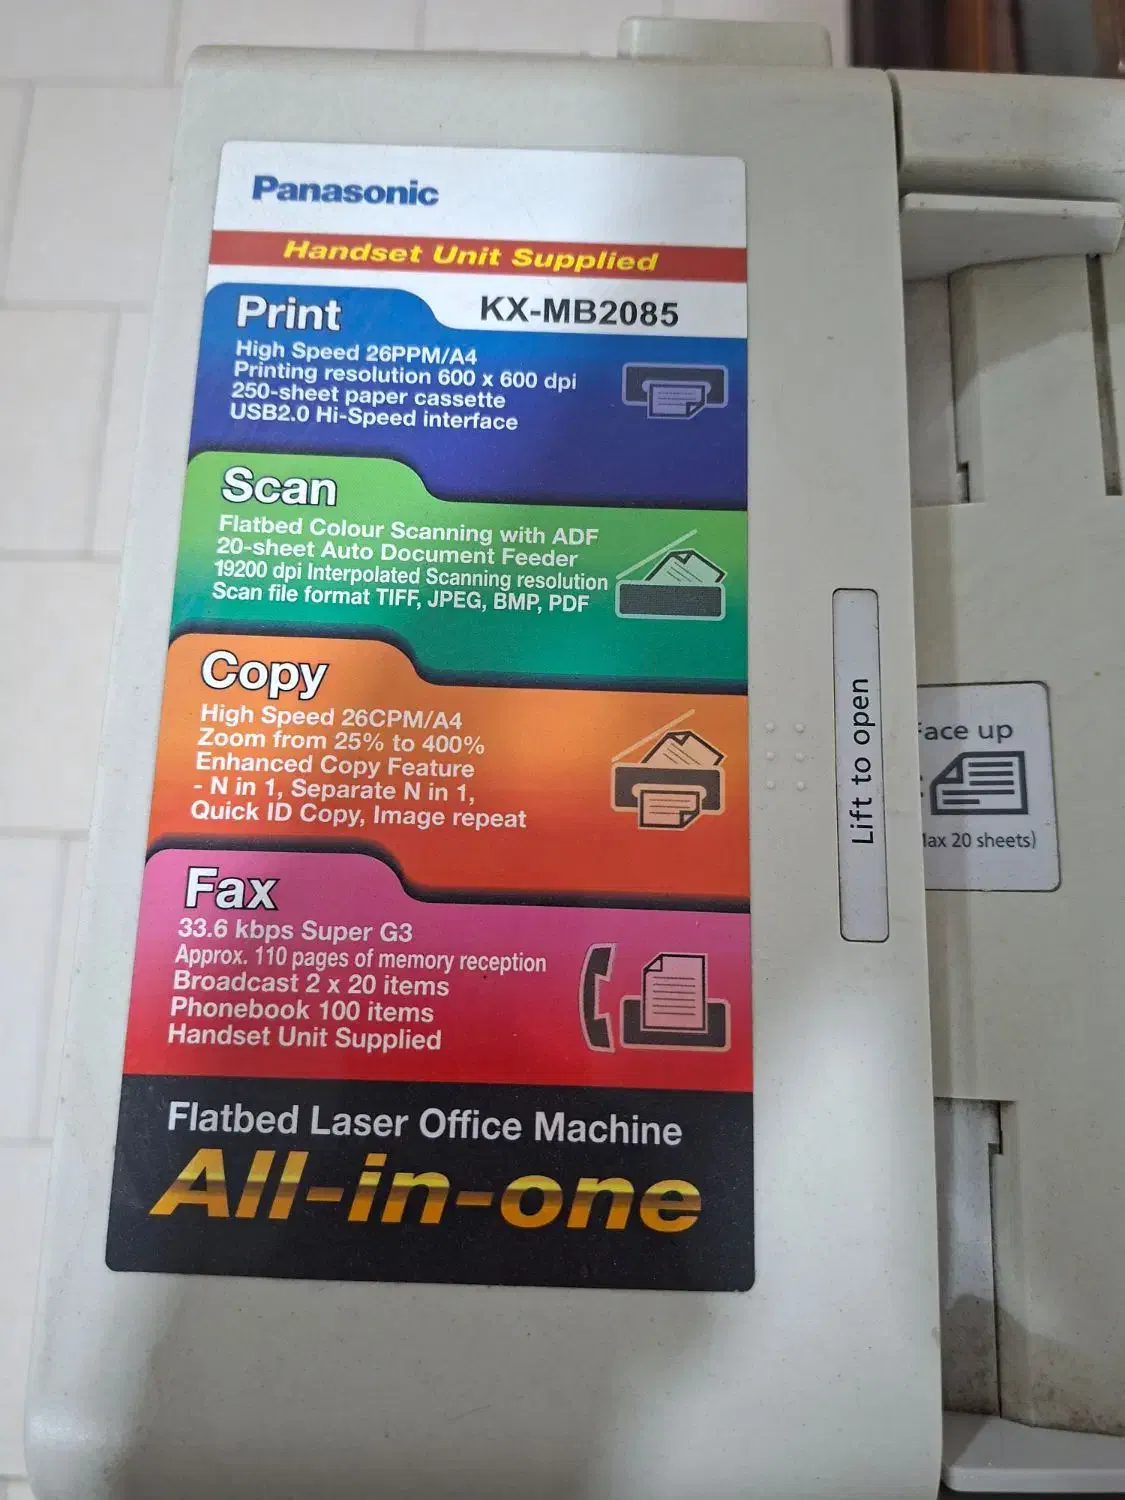 Panasonic
Handset Unit Supplied
Print
KX-MB2085
High Speed 26PPM/A4
Printing resolution 600 x 600 dpi
250-sheet paper cassette
USB2.0 Hi-Speed interface
Scan
Flatbed Colour Scanning with ADF
20-sheet Auto Document Feeder
19200 dpi Interpolated Scanning resolution
Scan file format TIFF, JPEG, BMP, PDF
Copy
High Speed 26CPM/A4
Zoom from 25% to 400%
Enhanced Copy Feature
- N in 1, Separate N in 1,
Quick ID Copy, Image repeat
Fax
33.6 kbps Super G3
Approx. 110 pages of memory reception
Broadcast 2 x 20 items
Phonebook 100 items
Handset Unit Supplied
Flatbed Laser Office Machine
All-in-one
Lift to open
ace up
ax 20 sheets)